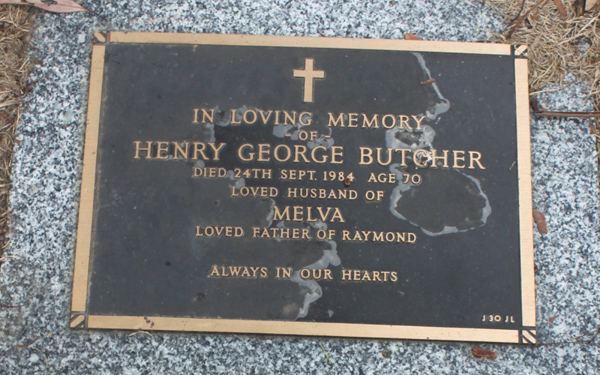 IN LOVING MEMORY
OF
HENRY GEORGE BUTCHER
DIED 24TH SEPT. 1984 AGE 70
LOVED HUSBAND OF
MELVA
LOVED FATHER OF RAYMOND
ALWAYS IN OUR HEARTS
J 30 JL